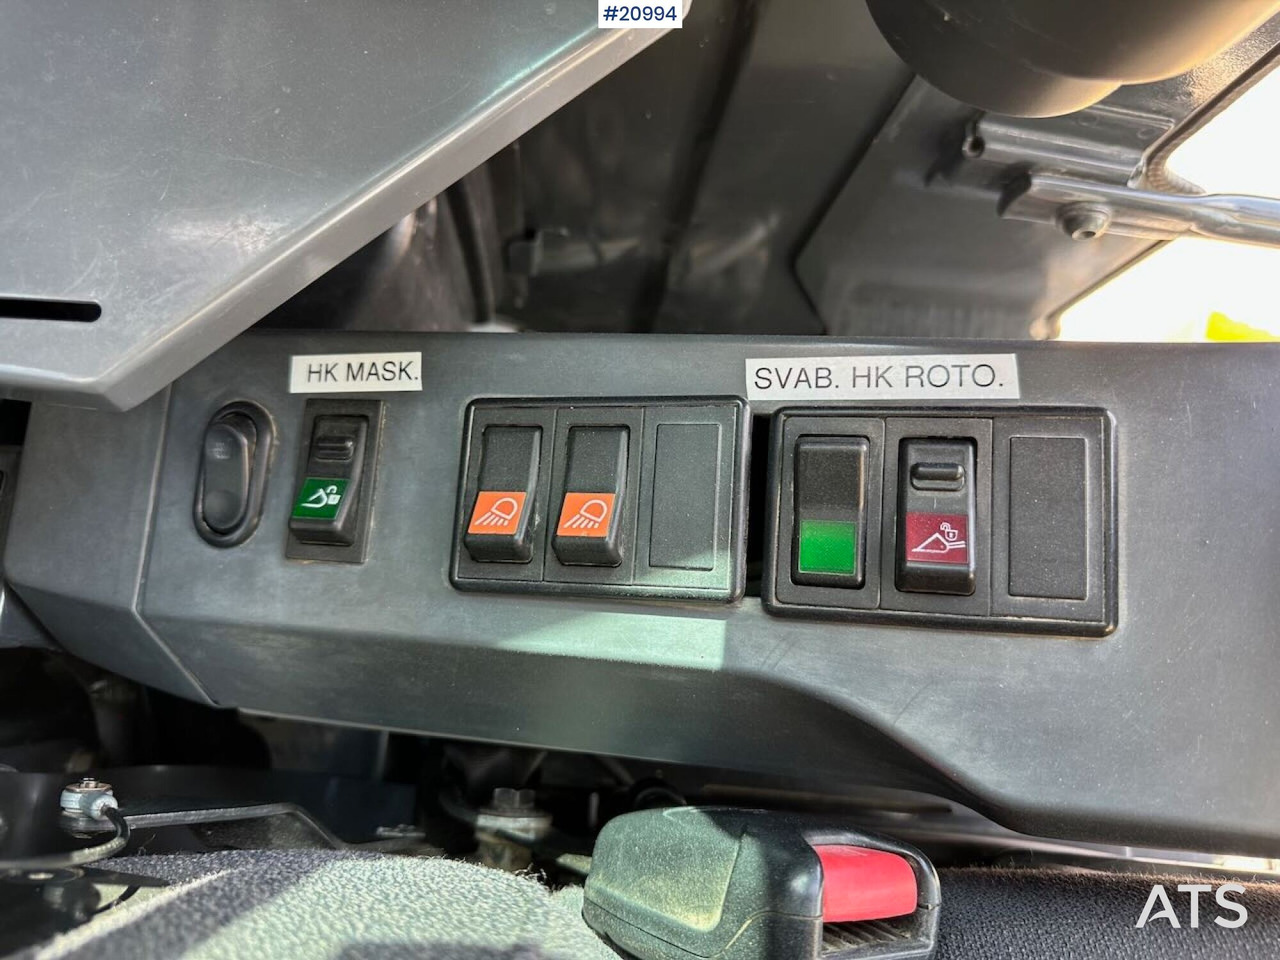 #20994
HK MASK.
SVAB. HK ROTO.
ATS